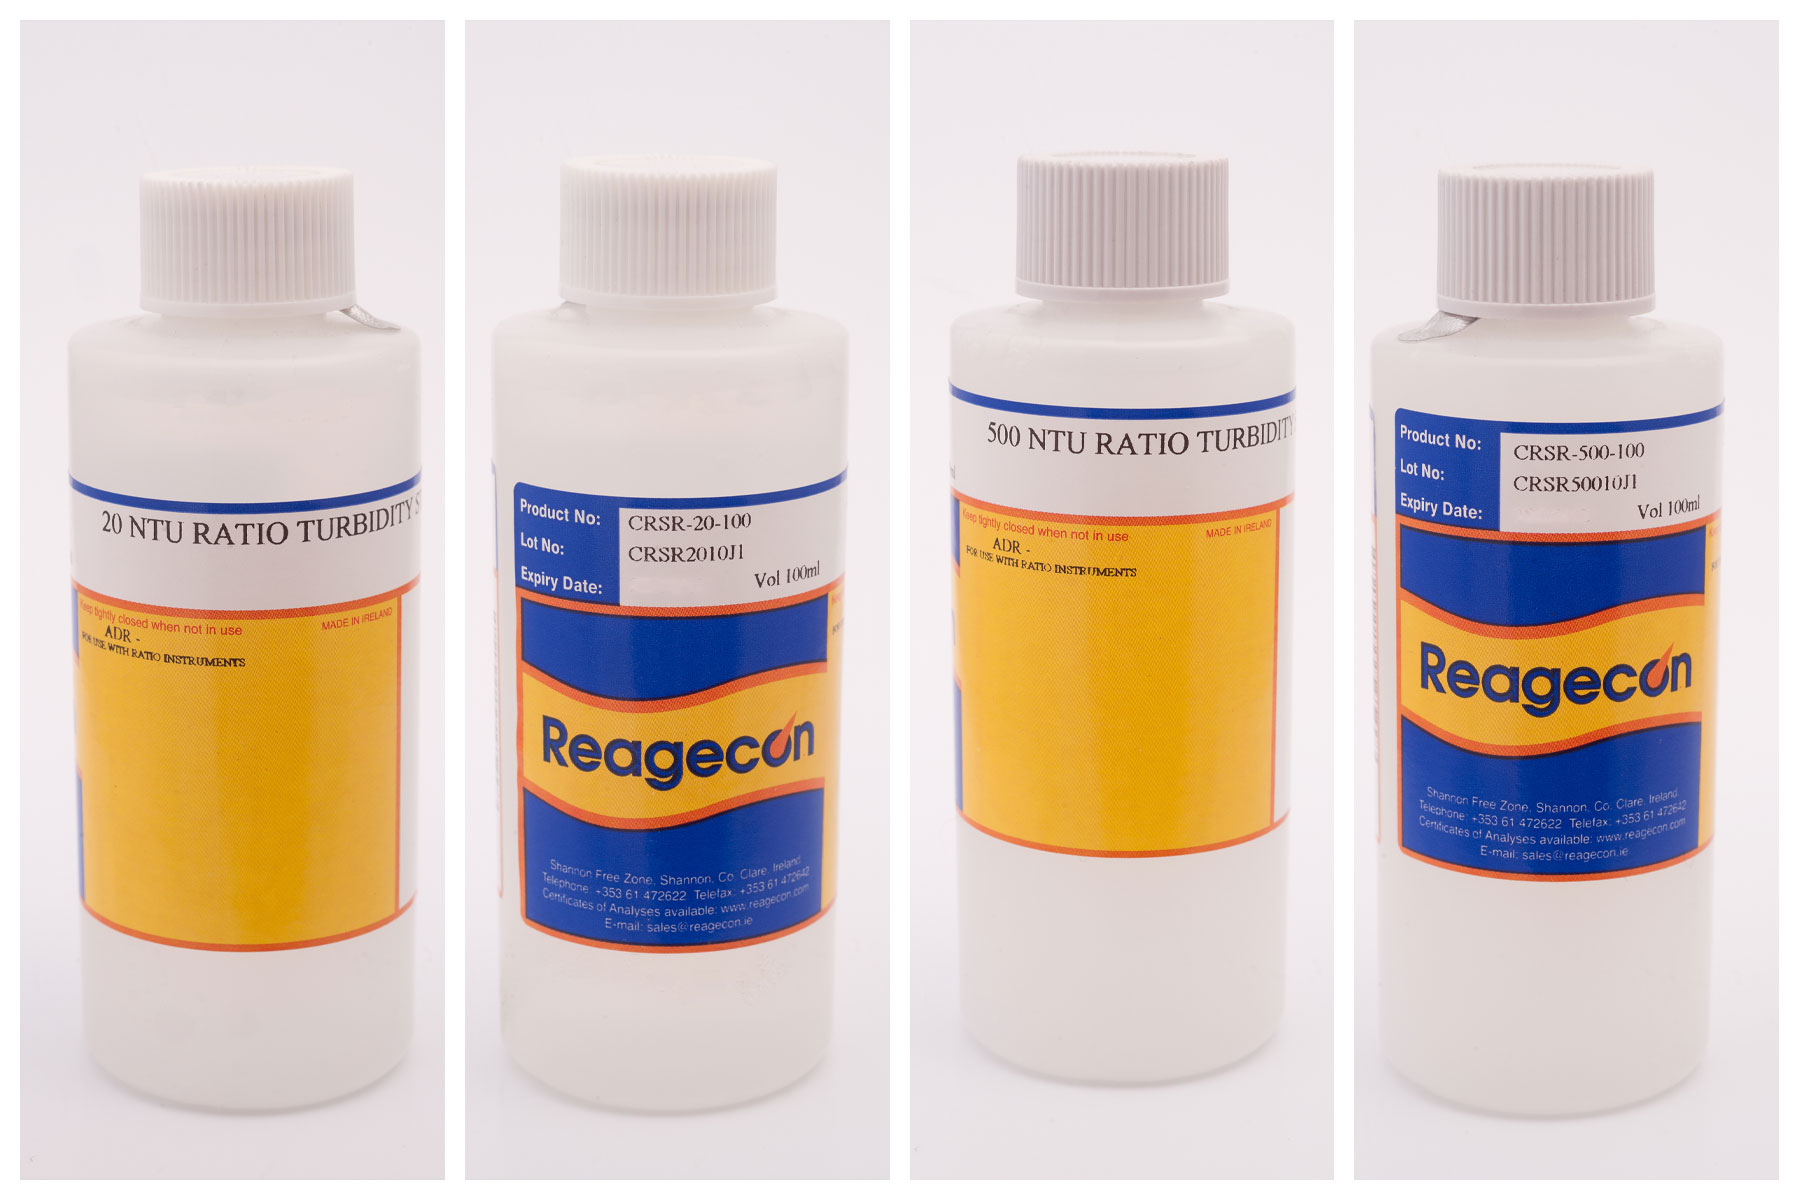 20 NTU RATIO TURBIDITY
Keep tightly closed when not in use
MADE IN IRELAND
ADR -
FOR USE WITH RATIO INSTRUMENTS
Product No: CRSR-20-100
Lot No: CRSR2010J1
Expiry Date:
Vol 100ml
Reagecon
Shannon Free Zone, Shannon, Co. Clare, Ireland.
Telephone: +353 61 472622 Telefax: +353 61 472642
Certificates of Analyses available: www.reagecon.com
E-mail: sales@reagecon.ie
500 NTU RATIO TURBIDITY
Keep tightly closed when not in use
MADE IN IRELAND
ADR -
FOR USE WITH RATIO INSTRUMENTS
Product No: CRSR-500-100
Lot No: CRSR50010J1
Expiry Date:
Vol 100ml
Reagecon
Shannon Free Zone, Shannon, Co. Clare, Ireland.
Telephone: +353 61 472622 Telefax: +353 61 472642
Certificates of Analyses available: www.reagecon.com
E-mail: sales@reagecon.ie